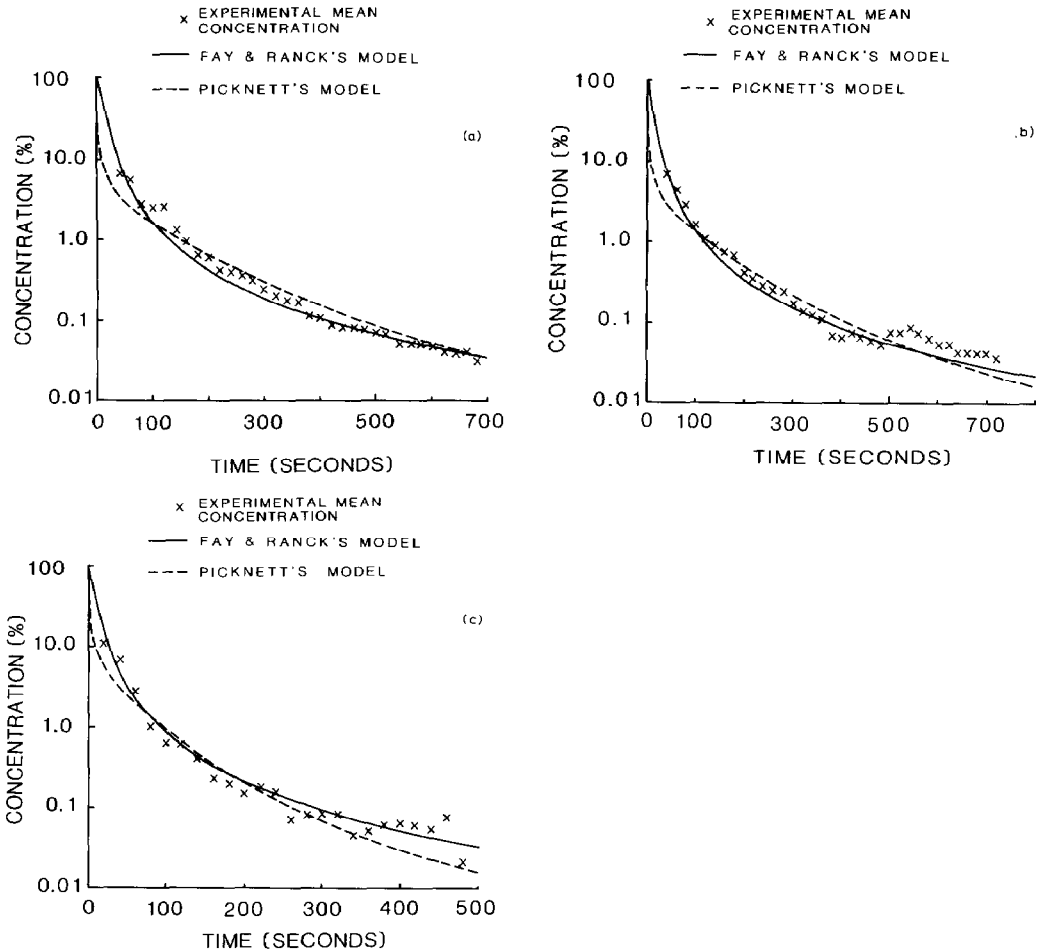 × EXPERIMENTAL MEAN
CONCENTRATION
FAY & RANCK'S MODEL
PICKNETT'S MODEL
(a)
CONCENTRATION (%)
100
10.0
1.0
0.1
0.01
0 100 300 500 700
TIME (SECONDS)
× EXPERIMENTAL MEAN
CONCENTRATION
FAY & RANCK'S MODEL
PICKNETT'S MODEL
b)
CONCENTRATION (%)
100
10.0
1.0
0.1
0.01
0 100 300 500 700
TIME (SECONDS)
× EXPERIMENTAL MEAN
CONCENTRATION
FAY & RANCK'S MODEL
PICKNETT'S MODEL
(c)
CONCENTRATION (%)
100
10.0
1.0
0.1
0.01
0 100 200 300 400 500
TIME (SECONDS)